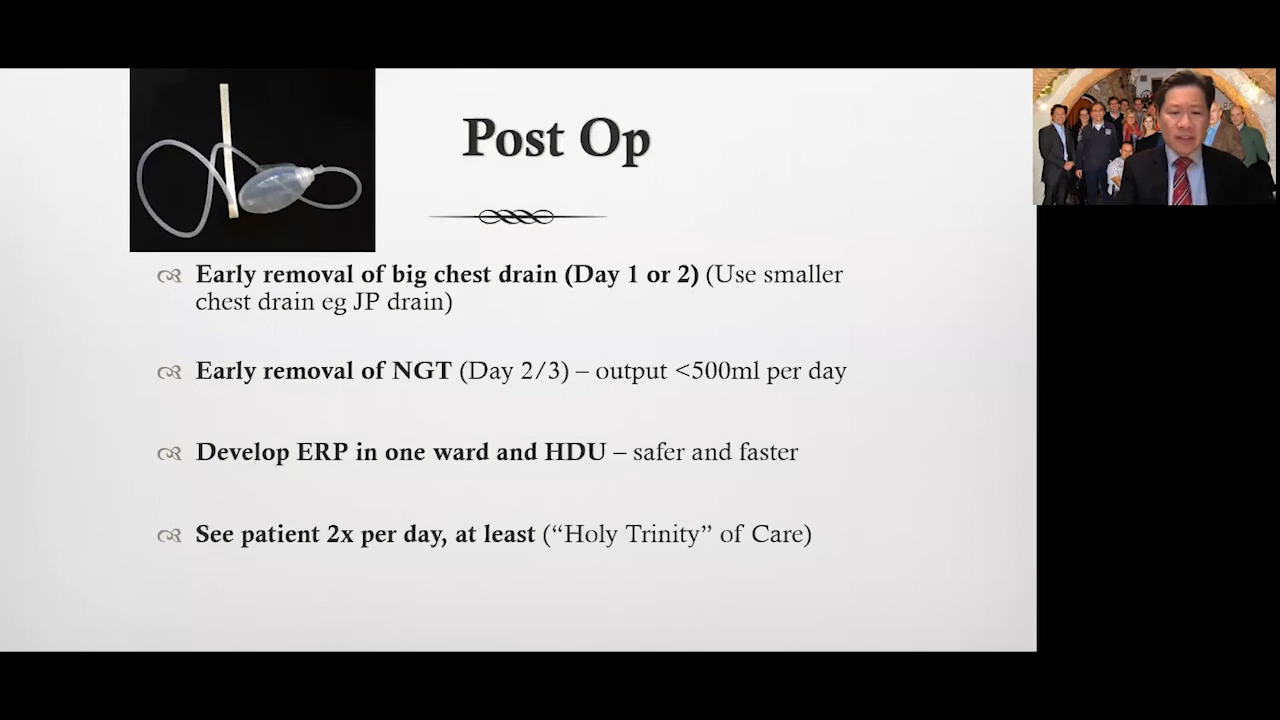 Post Op
Early removal of big chest drain (Day 1 or 2) (Use smaller
chest drain eg JP drain)
Early removal of NGT (Day 2/3) – output <500ml per day
Develop ERP in one ward and HDU – safer and faster
See patient 2x per day, at least (“Holy Trinity” of Care)